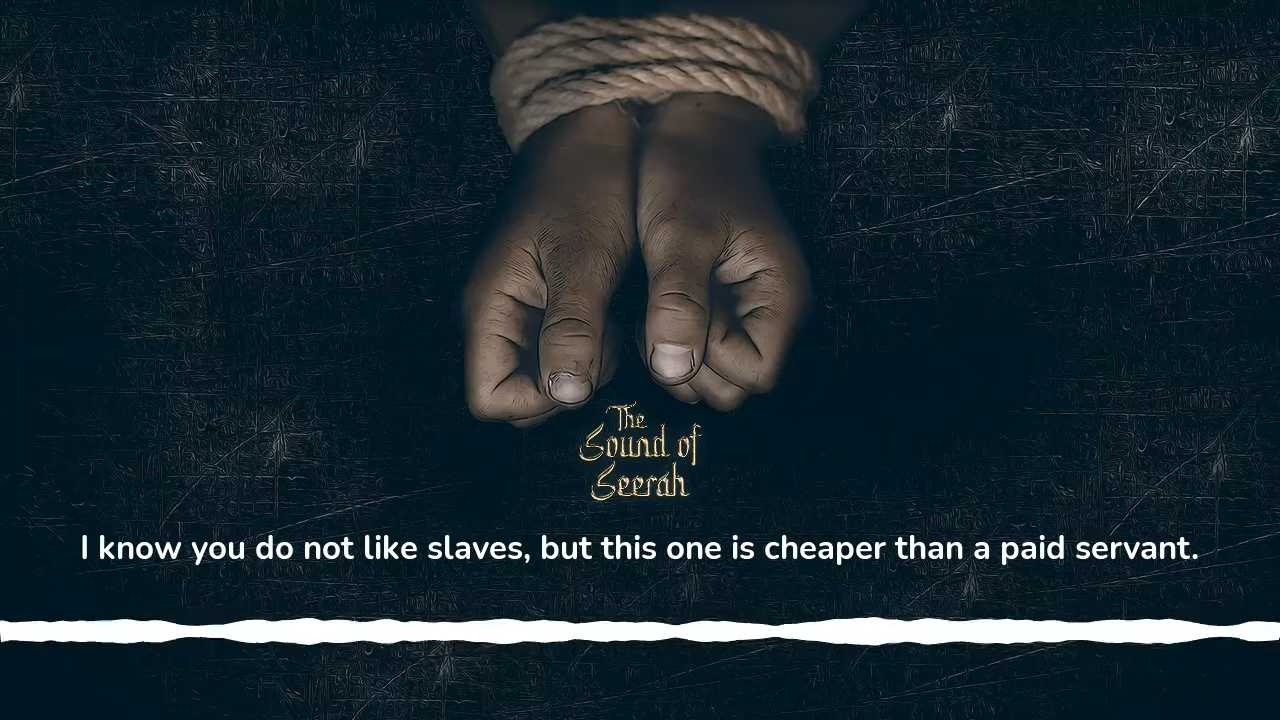 The
Sound of
Seerah
I know you do not like slaves, but this one is cheaper than a paid servant.